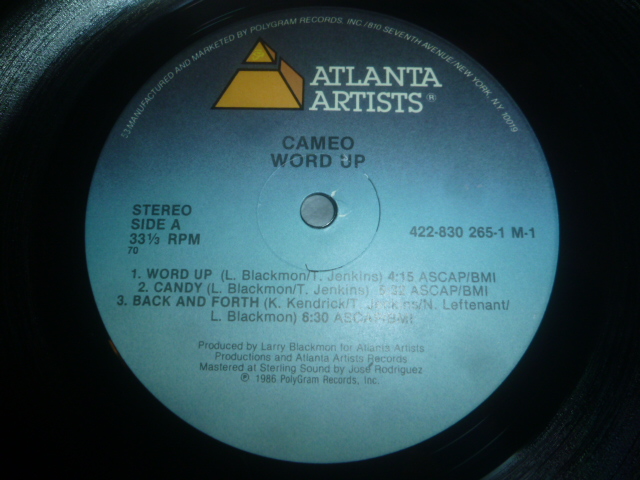 53 MANUFACTURED AND MARKETED BY POLYGRAM RECORDS, INC./810 SEVENTH AVENUE/NEW YORK, N.Y. 10019
ATLANTA
ARTISTS®
CAMEO
WORD UP
STEREO
SIDE A
33⅓ RPM
70
422-830 265-1 M-1
1. WORD UP (L. Blackmon/T. Jenkins) 4:15 ASCAP/BMI
2. CANDY (L. Blackmon/T. Jenkins) 5:32 ASCAP/BMI
3. BACK AND FORTH (K. Kendrick/T. Jenkins/N. Leftenant/
L. Blackmon) 6:30 ASCAP/BMI
Produced by Larry Blackmon for Atlanta Artists
Productions and Atlanta Artists Records
Mastered at Sterling Sound by José Rodriguez
℗ 1986 PolyGram Records, Inc.